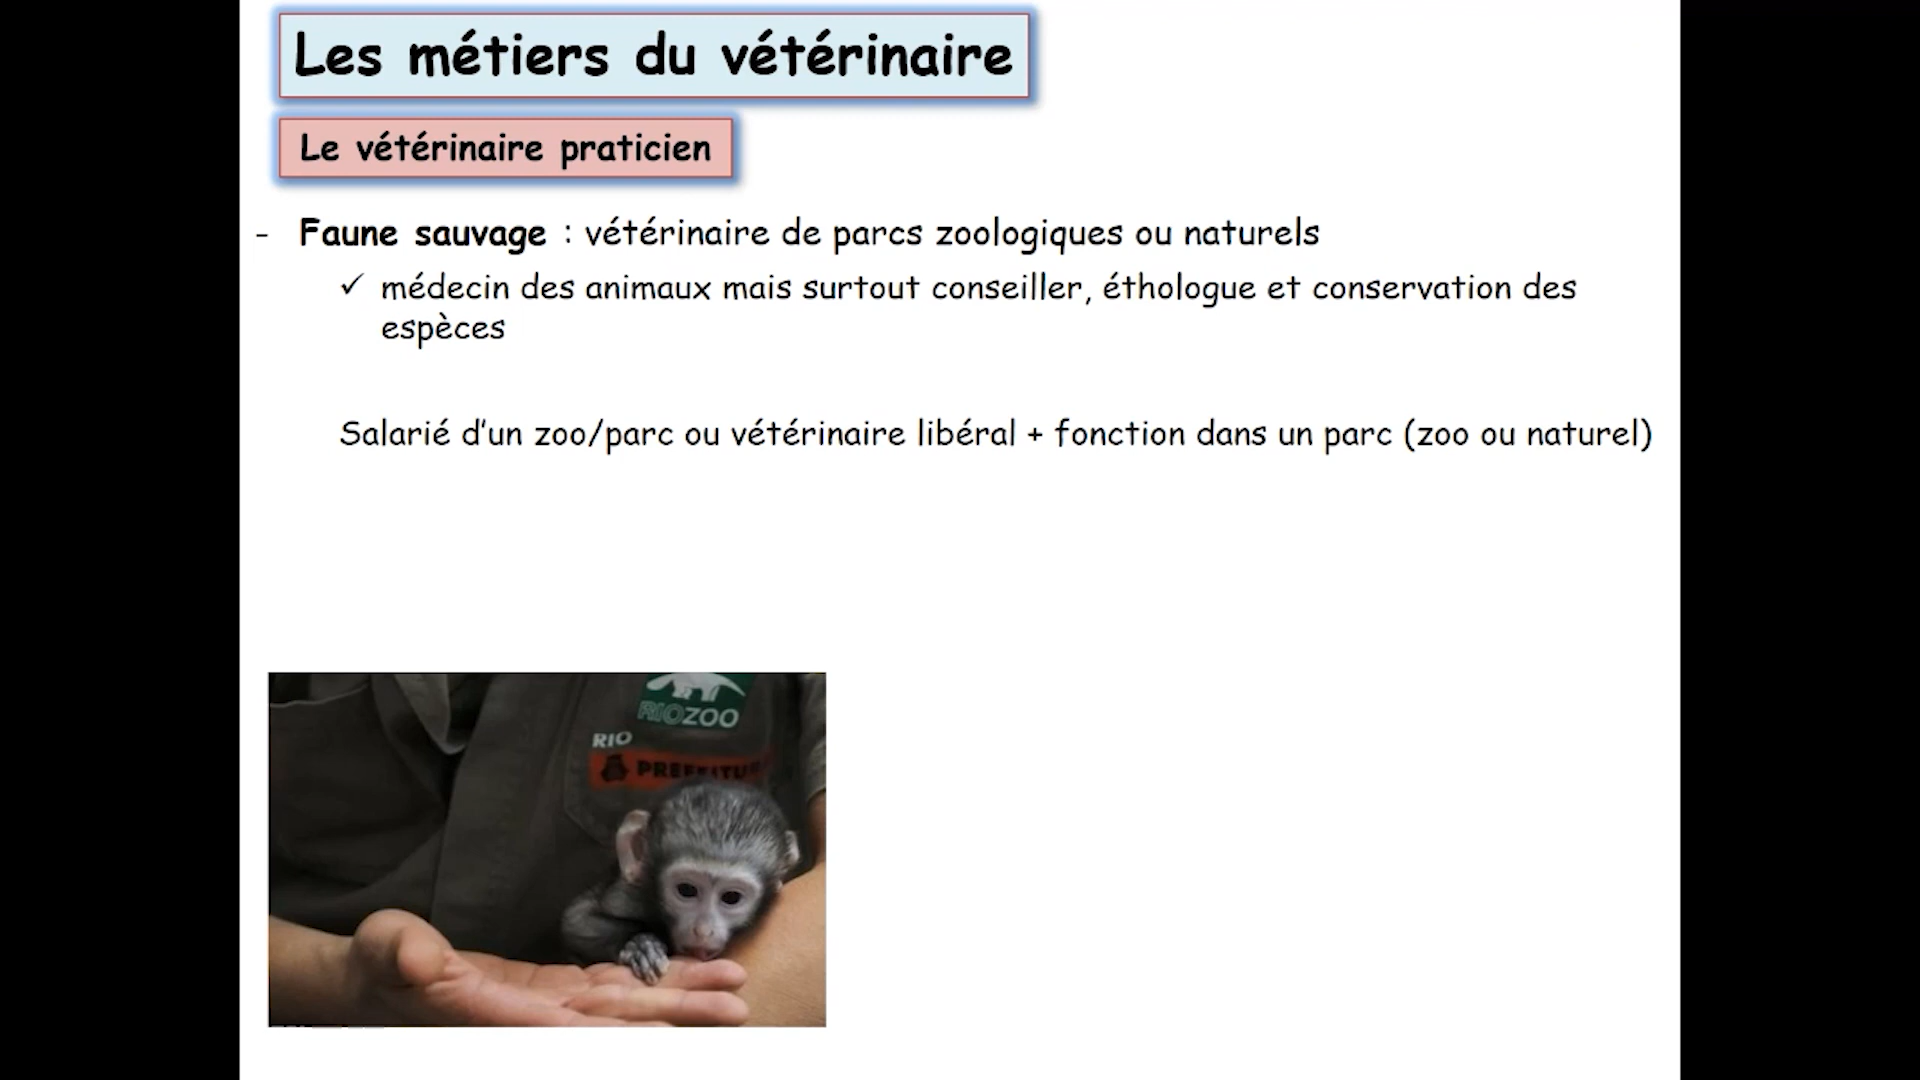 Les métiers du vétérinaire
Le vétérinaire praticien
- Faune sauvage : vétérinaire de parcs zoologiques ou naturels
✓ médecin des animaux mais surtout conseiller, éthologue et conservation des
espèces
Salarié d'un zoo/parc ou vétérinaire libéral + fonction dans un parc (zoo ou naturel)
RIOZOO
RIO
PREFEITU